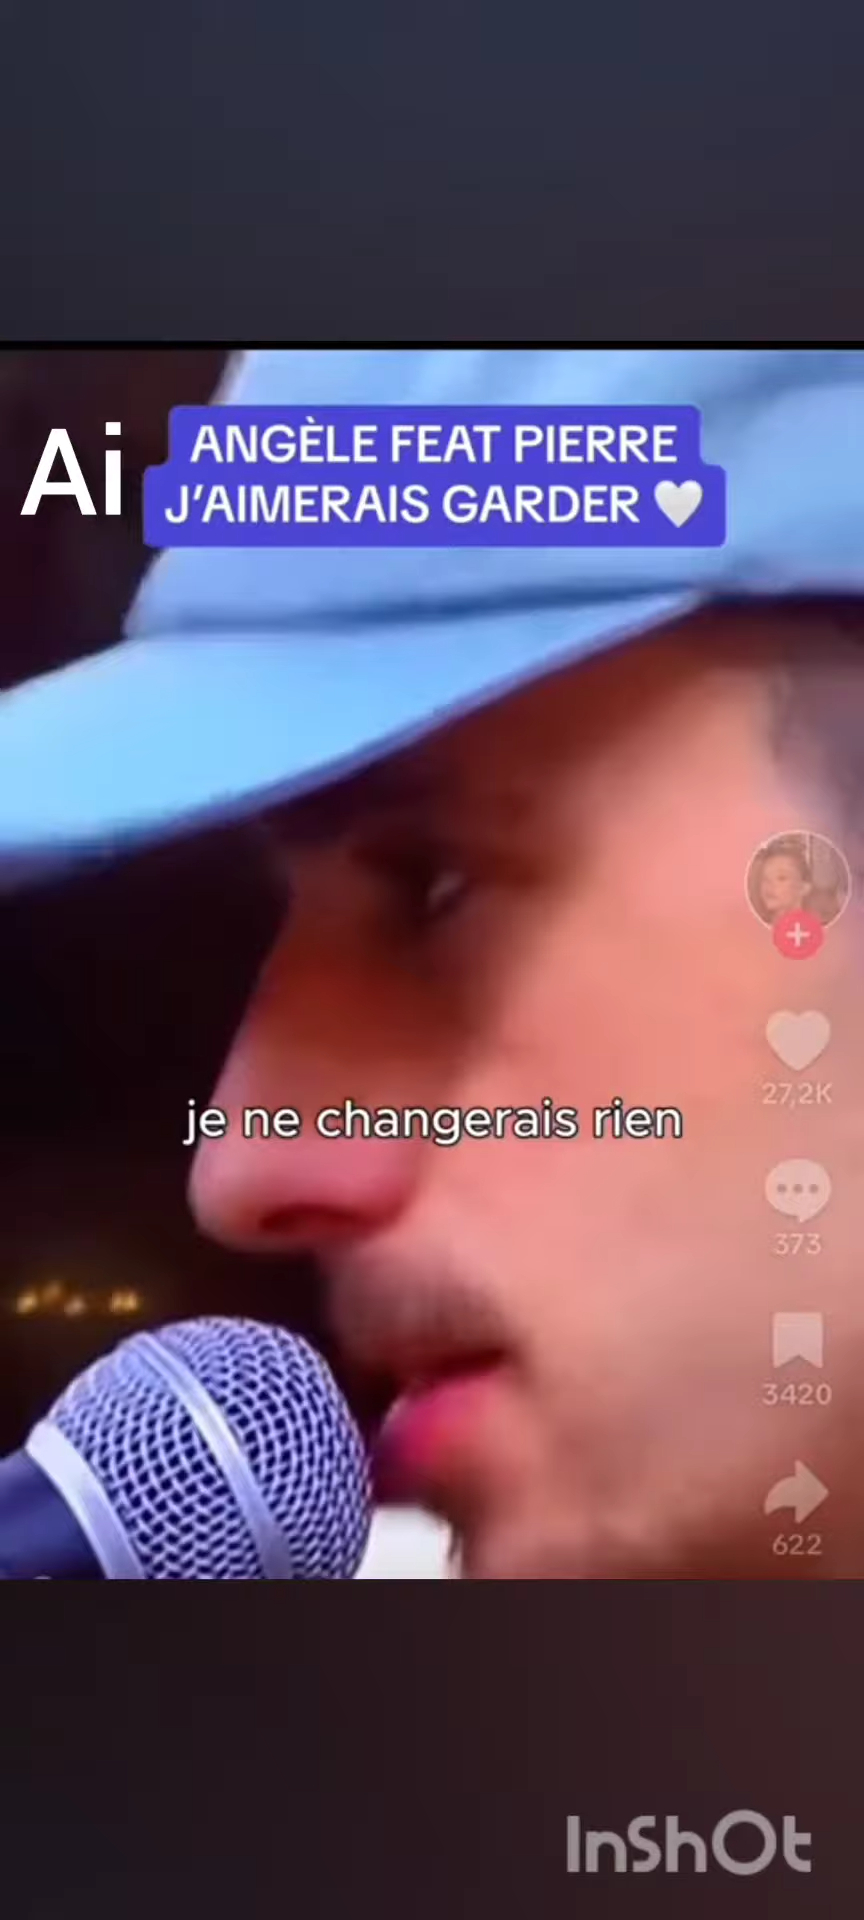 Ai
ANGÈLE FEAT PIERRE
J'AIMERAIS GARDER 🤍
je ne changerais rien
27,2K
373
3420
622
InShOt